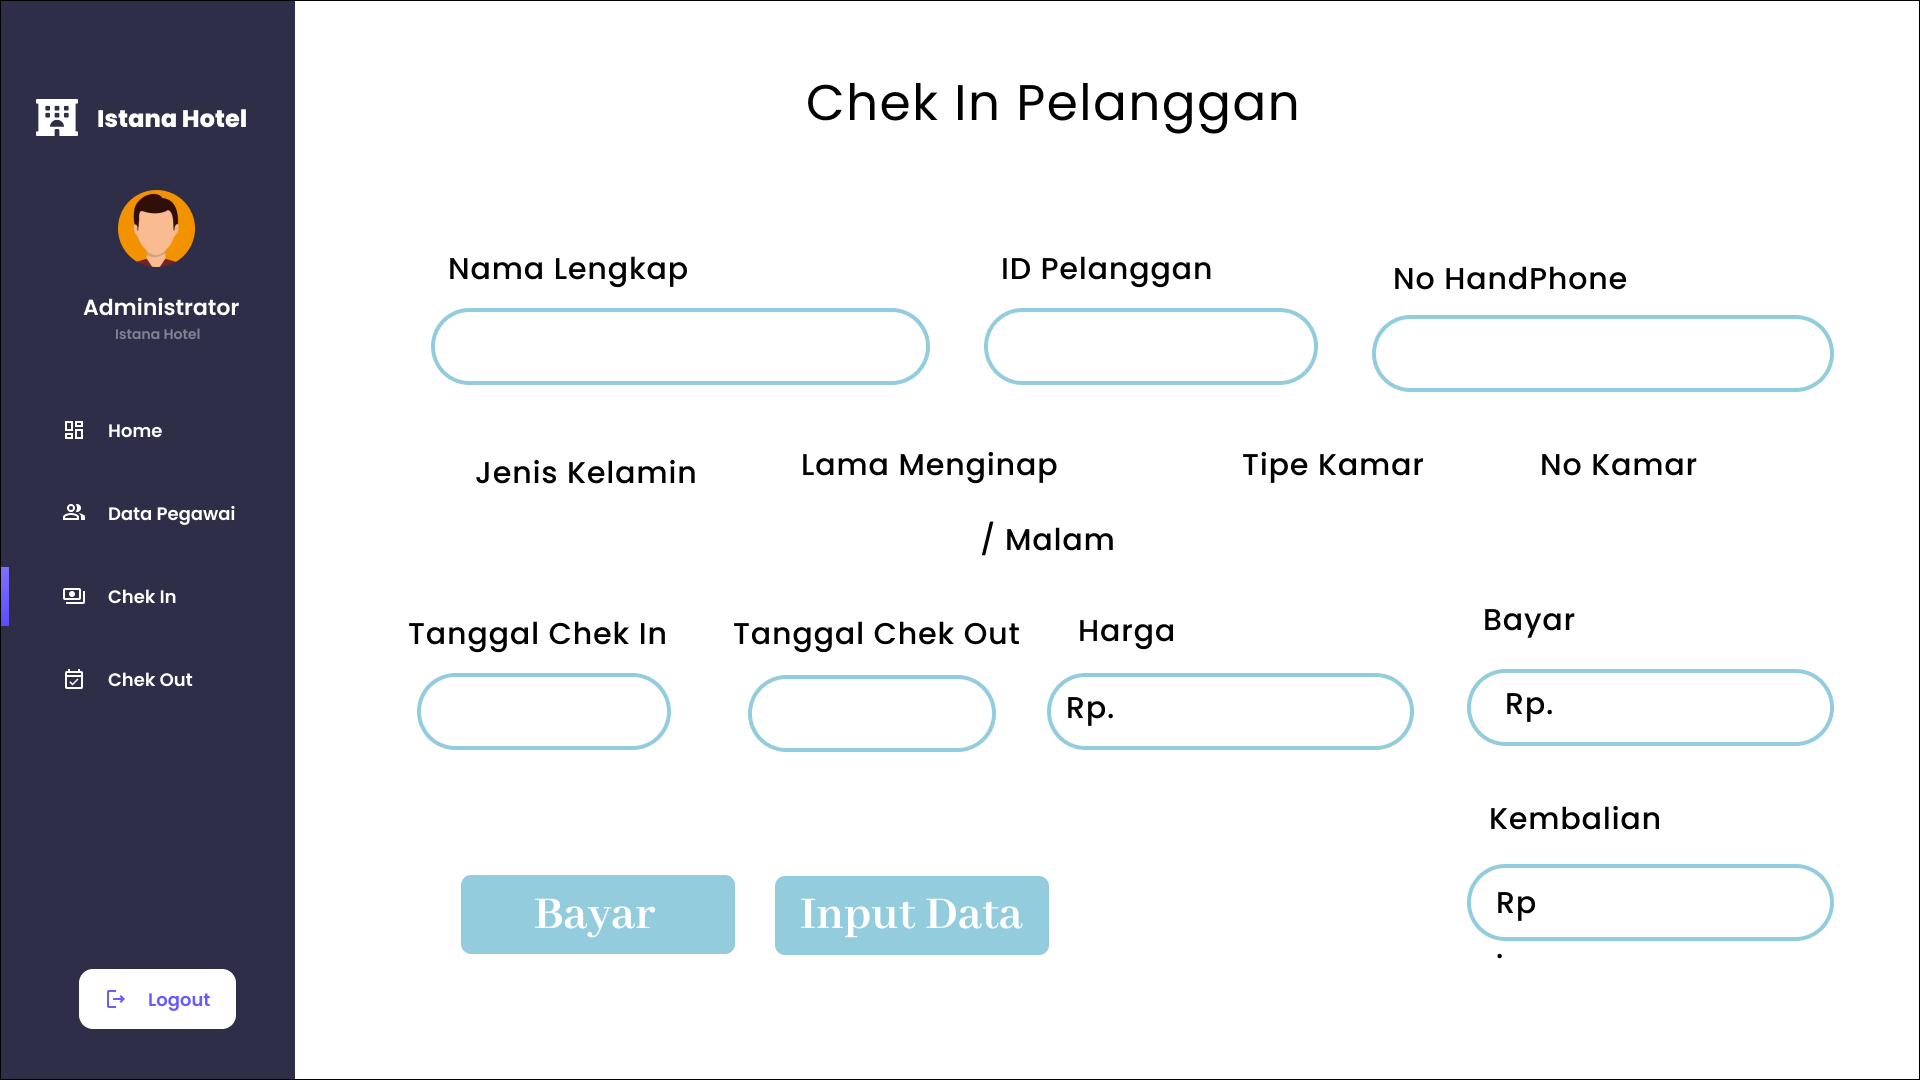 Istana Hotel
Administrator
Istana Hotel
Home
Data Pegawai
Chek In
Chek Out
Logout
Chek In Pelanggan
Nama Lengkap
ID Pelanggan
No HandPhone
Jenis Kelamin
Lama Menginap
Tipe Kamar
No Kamar
/ Malam
Tanggal Chek In
Tanggal Chek Out
Harga
Bayar
Rp.
Rp.
Kembalian
Rp
.
Bayar
Input Data